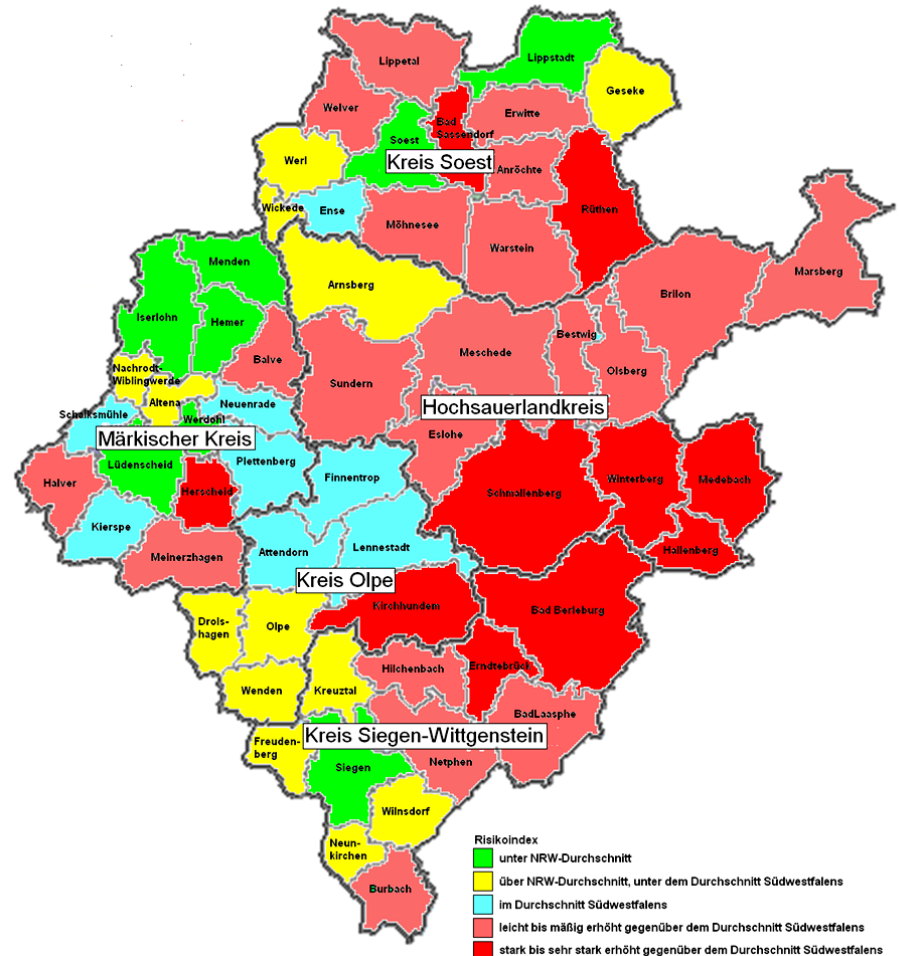 Lippetal
Lippstadt
Geseke
Welver
Erwitte
Bad
Sassendorf
Soest
Kreis Soest
Werl
Anröchte
Rüthen
Wickede
Ense
Möhnesee
Warstein
Menden
Marsberg
Arnsberg
Brilon
Iserlohn
Hemer
Bestwig
Meschede
Balve
Olsberg
Nachrodt-
Wiblingwerde
Sundern
Altena
Neuenrade
Hochsauerlandkreis
Schalksmühle
Werdohl
Märkischer Kreis
Eslohe
Lüdenscheid
Plettenberg
Finnentrop
Winterberg
Medebach
Halver
Herscheid
Schmallenberg
Kierspe
Lennestadt
Hallenberg
Attendorn
Meinerzhagen
Kreis Olpe
Kirchhundem
Bad Berleburg
Drols-
hagen
Olpe
Hilchenbach
Erndtebrück
Wenden
Kreuztal
BadLaasphe
Kreis Siegen-Wittgenstein
Freuden-
berg
Siegen
Netphen
Wilnsdorf
Neun-
kirchen
Burbach
Risikoindex
unter NRW-Durchschnitt
über NRW-Durchschnitt, unter dem Durchschnitt Südwestfalens
im Durchschnitt Südwestfalens
leicht bis mäßig erhöht gegenüber dem Durchschnitt Südwestfalens
stark bis sehr stark erhöht gegenüber dem Durchschnitt Südwestfalens